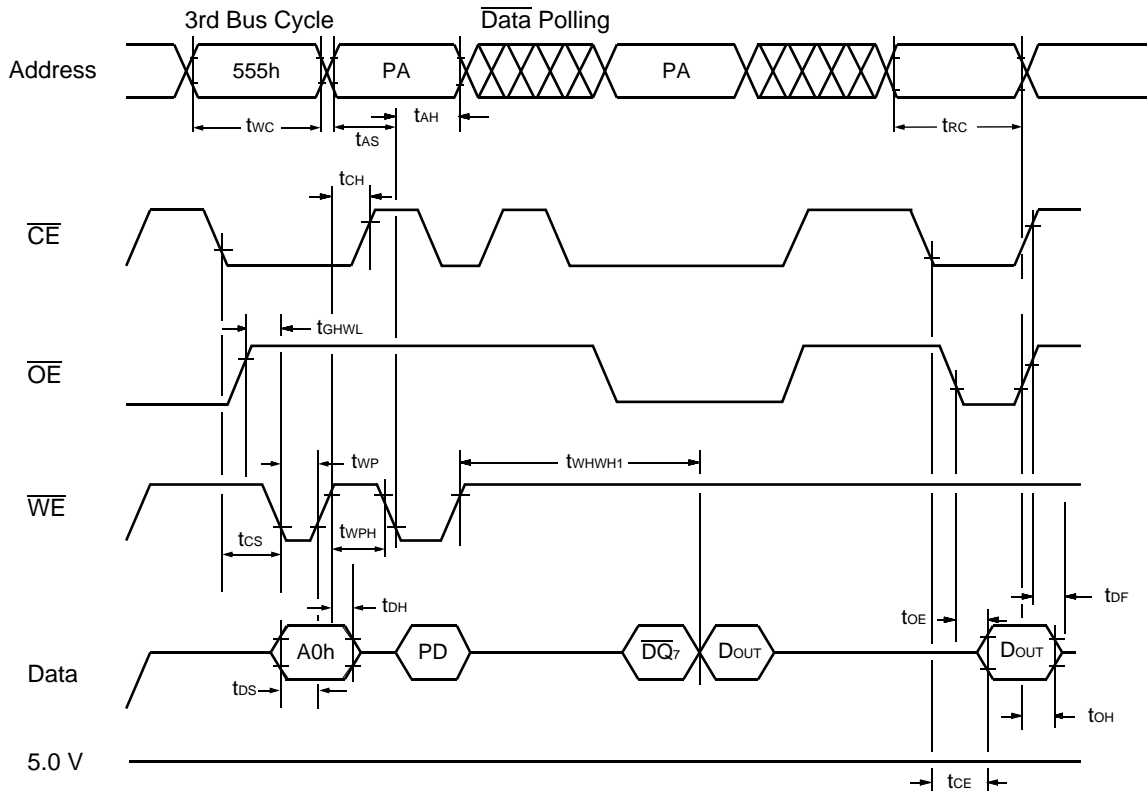 3rd Bus Cycle Data Polling
Address 555h PA PA
tWC tAS tAH tRC
tCH
CE
tGHWL
OE
tWP tWHWH1
WE
tCS tWPH
tDH tOE tDF
Data A0h PD DQ7 DOUT DOUT
tDS tOH
5.0 V
tCE